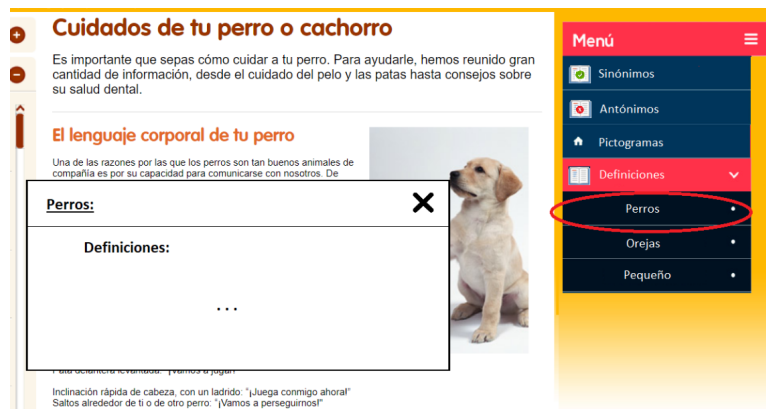 Cuidados de tu perro o cachorro
Es importante que sepas cómo cuidar a tu perro. Para ayudarle, hemos reunido gran
cantidad de información, desde el cuidado del pelo y las patas hasta consejos sobre
su salud dental.
El lenguaje corporal de tu perro
Una de las razones por las que los perros son tan buenos animales de
compañía es por su capacidad para comunicarse con nosotros. De
Perros:
Definiciones:
...
Pata delantera levantada: "¡Vamos a jugar!"
Inclinación rápida de cabeza, con un ladrido: "¡Juega conmigo ahora!"
Saltos alrededor de ti o de otro perro: "¡Vamos a perseguirnos!"
Menú
Sinónimos
Antónimos
Pictogramas
Definiciones
Perros
Orejas
Pequeño